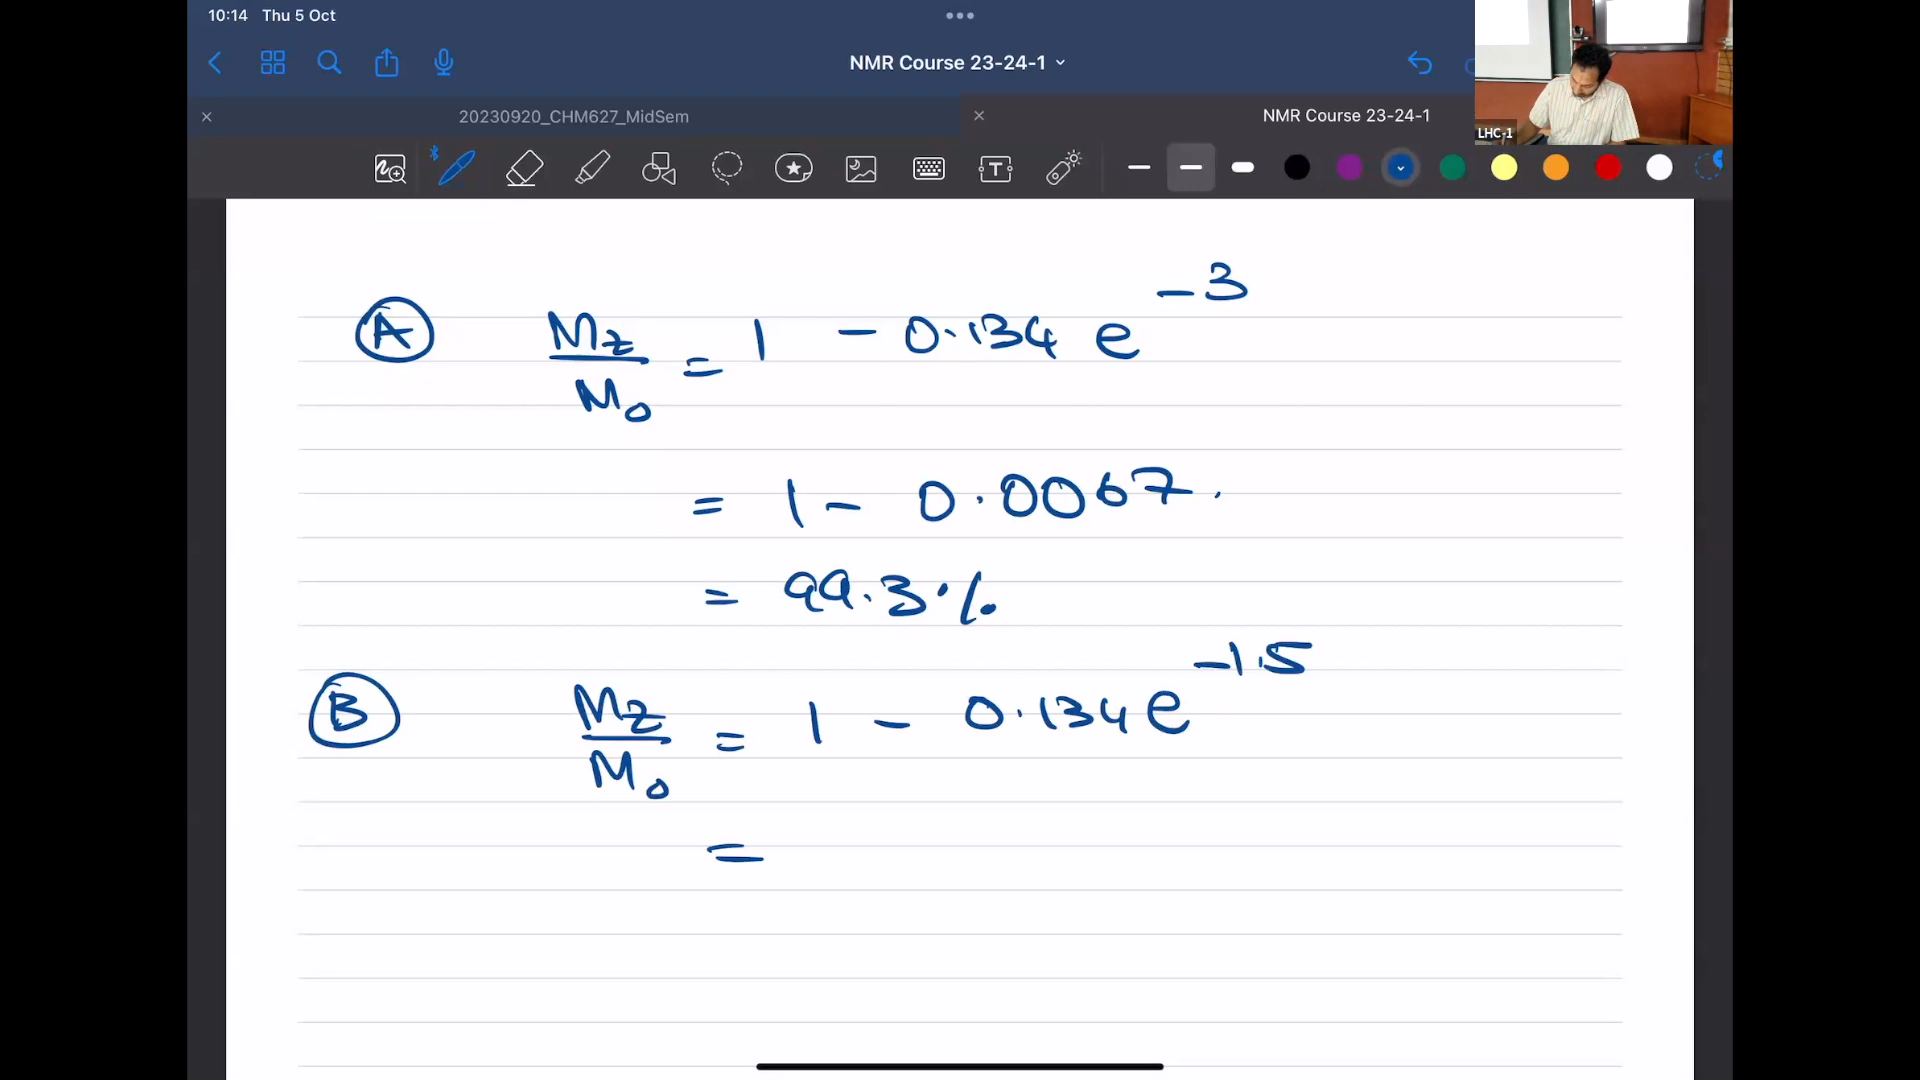 10:14 Thu 5 Oct
NMR Course 23-24-1
20230920_CHM627_MidSem
NMR Course 23-24-1
LHC-1
A Mz/M0 = 1 - 0.134 e^-3
= 1 - 0.0067.
= 99.3%
B Mz/M0 = 1 - 0.134 e^-1.5
=